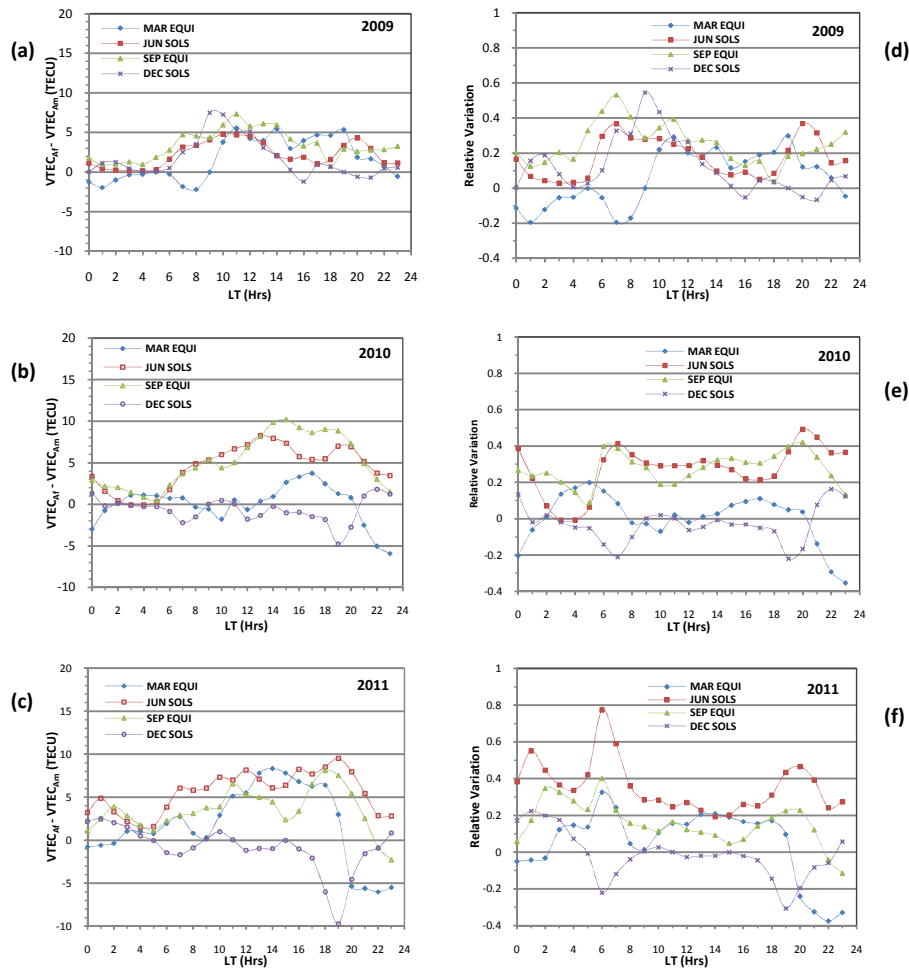 (a)
2009
MAR EQUI
JUN SOLS
SEP EQUI
DEC SOLS
VTEC_Af- VTEC_Am (TECU)
20
15
10
5
0
-5
-10
0 2 4 6 8 10 12 14 16 18 20 22 24
LT (Hrs)
(d)
2009
MAR EQUI
JUN SOLS
SEP EQUI
DEC SOLS
Relative Variation
1
0.8
0.6
0.4
0.2
0
-0.2
-0.4
0 2 4 6 8 10 12 14 16 18 20 22 24
LT (Hrs)
(b)
2010
MAR EQUI
JUN SOLS
SEP EQUI
DEC SOLS
VTEC_Af - VTEC_Am (TECU)
20
15
10
5
0
-5
-10
0 2 4 6 8 10 12 14 16 18 20 22 24
LT (Hrs)
(e)
2010
MAR EQUI
JUN SOLS
SEP EQUI
DEC SOLS
Relative Variation
1
0.8
0.6
0.4
0.2
0
-0.2
-0.4
0 2 4 6 8 10 12 14 16 18 20 22 24
LT (Hrs)
(c)
2011
MAR EQUI
JUN SOLS
SEP EQUI
DEC SOLS
VTEC_Af - VTEC_Am (TECU)
20
15
10
5
0
-5
-10
0 2 4 6 8 10 12 14 16 18 20 22 24
LT (Hrs)
(f)
2011
MAR EQUI
JUN SOLS
SEP EQUI
DEC SOLS
Relative Variation
1
0.8
0.6
0.4
0.2
0
-0.2
-0.4
0 2 4 6 8 10 12 14 16 18 20 22 24
LT (Hrs)